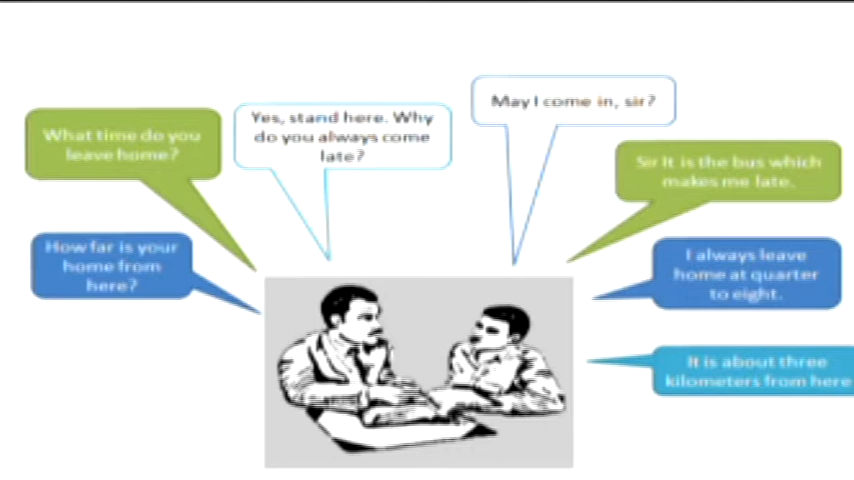 May I come in, sir?
Yes, stand here. Why
do you always come
late?
Sir It is the bus which
makes me late.
What time do you
leave home?
I always leave
home at quarter
to eight.
How far is your
home from
here?
It is about three
kilometers from here